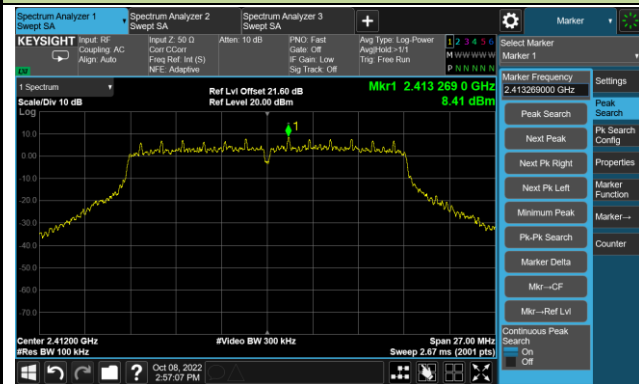 Spectrum Analyzer 1
Swept SA
Spectrum Analyzer 2
Swept SA
Spectrum Analyzer 3
Swept SA
Marker
KEYSIGHT
Input: RF
Coupling: AC
Align: Auto
Input Z: 50 Ω
Corr CCorr
Freq Ref: Int (S)
NFE: Adaptive
Atten: 10 dB
PNO: Fast
Gate: Off
IF Gain: Low
Sig Track: Off
Avg Type: Log-Power
Avg|Hold:>1/1
Trig: Free Run
1 2 3 4 5 6
M W W W W W
P N N N N N
LXI
Select Marker
Marker 1
1 Spectrum
Scale/Div 10 dB
Log
Ref Lvl Offset 21.60 dB
Ref Level 20.00 dBm
Mkr1 2.413 269 0 GHz
8.41 dBm
1
10.0
0.00
-10.0
-20.0
-30.0
-40.0
-50.0
-60.0
-70.0
Center 2.41200 GHz
#Res BW 100 kHz
#Video BW 300 kHz
Span 27.00 MHz
Sweep 2.67 ms (2001 pts)
Marker Frequency
2.413269000 GHz
Peak Search
Next Peak
Next Pk Right
Next Pk Left
Minimum Peak
Pk-Pk Search
Marker Delta
Mkr→CF
Mkr→Ref Lvl
Continuous Peak
Search
On
Off
Settings
Peak
Search
Pk Search
Config
Properties
Marker
Function
Marker→
Counter
Oct 08, 2022
2:57:07 PM